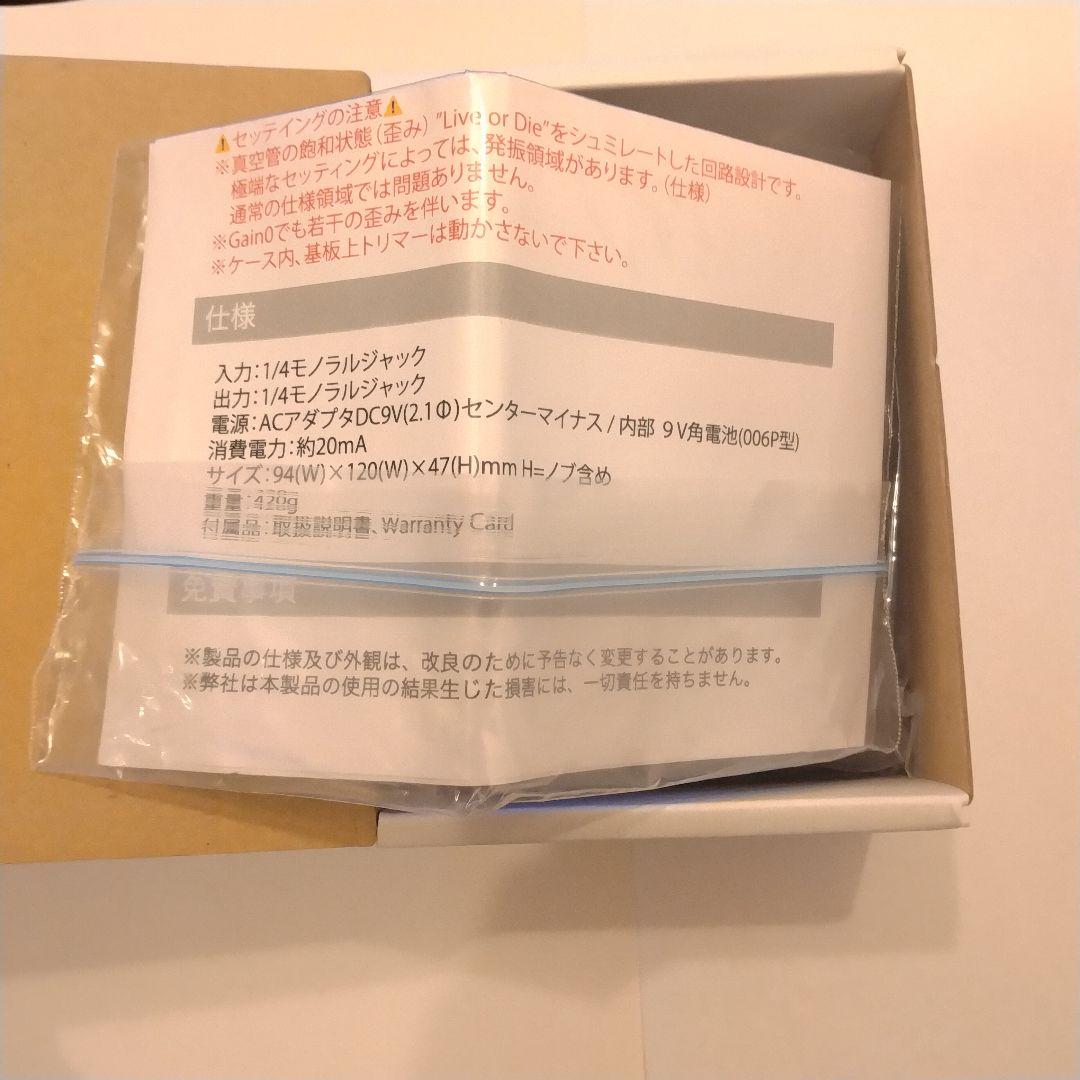 ⚠セッテイングの注意⚠
※真空管の飽和状態(歪み) "Live or Die"をシュミレートした回路設計です。
極端なセッティングによっては、発振領域があります。(仕様)
通常の仕様領域では問題ありません。
※Gain0でも若干の歪みを伴います。
※ケース内、基板上トリマーは動かさないで下さい。
仕様
入力:1/4モノラルジャック
出力:1/4モノラルジャック
電源:ACアダプタDC9V(2.1Φ)センターマイナス / 内部 9V角電池(006P型)
消費電力:約20mA
サイズ:94(W)×120(W)×47(H)mm H=ノブ含め
重量:420g
付属品:取扱説明書、Warranty Card
免責事項
※製品の仕様及び外観は、改良のために予告なく変更することがあります。
※弊社は本製品の使用の結果生じた損害には、一切責任を持ちません。